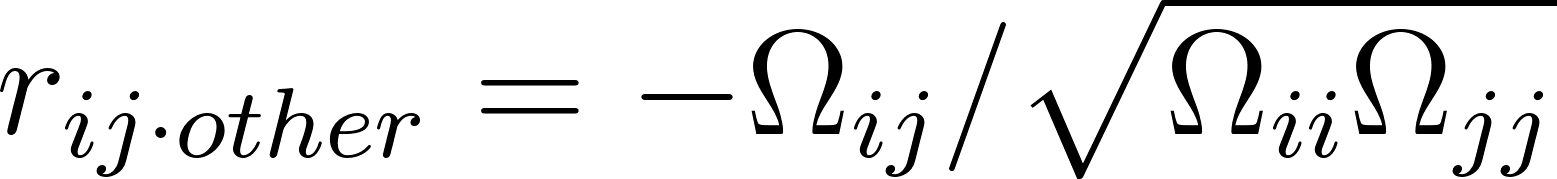 r_{ij·other} = −Ω_{ij}/√(Ω_{ii}Ω_{jj})